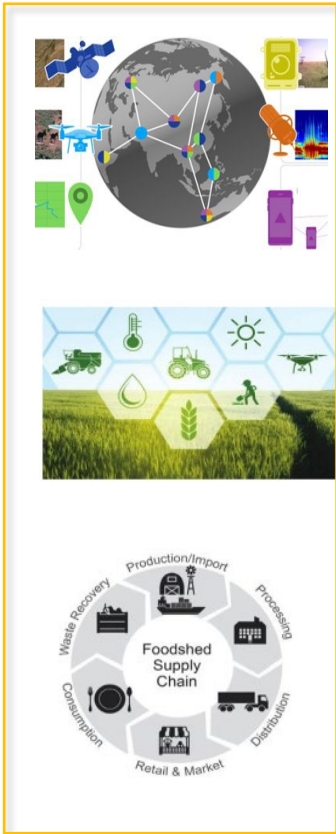 Production/Import
Processing
Distribution
Retail & Market
Consumption
Waste Recovery
Foodshed
Supply
Chain